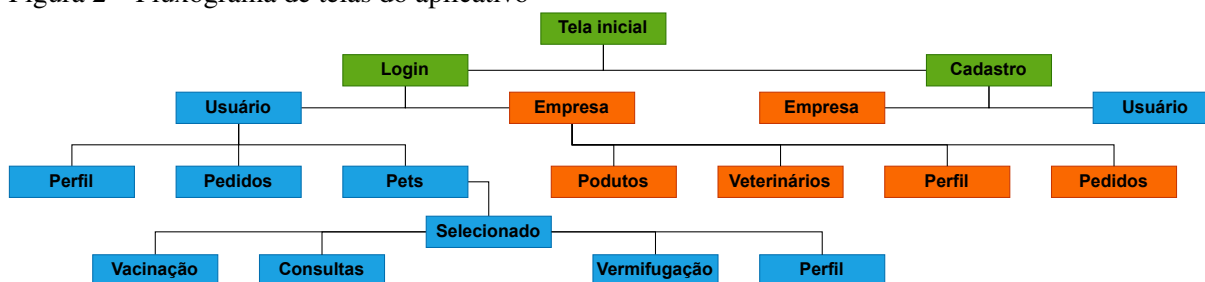 Figura 2 – Fluxograma de telas do aplicativo
Tela inicial
Login
Cadastro
Usuário
Empresa
Empresa
Usuário
Perfil
Pedidos
Pets
Podutos
Veterinários
Perfil
Pedidos
Selecionado
Vacinação
Consultas
Vermifugação
Perfil